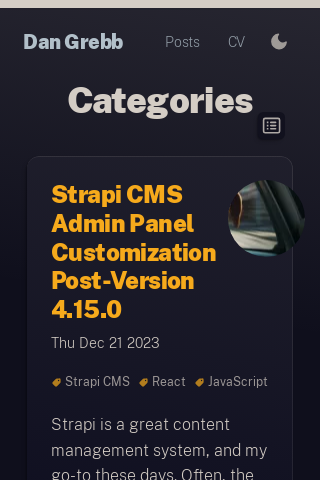 Dan Grebb
Posts
CV
Categories
Strapi CMS
Admin Panel
Customization
Post-Version
4.15.0
Thu Dec 21 2023
Strapi CMS
React
JavaScript
Strapi is a great content
management system, and my
go-to these days. Often, the